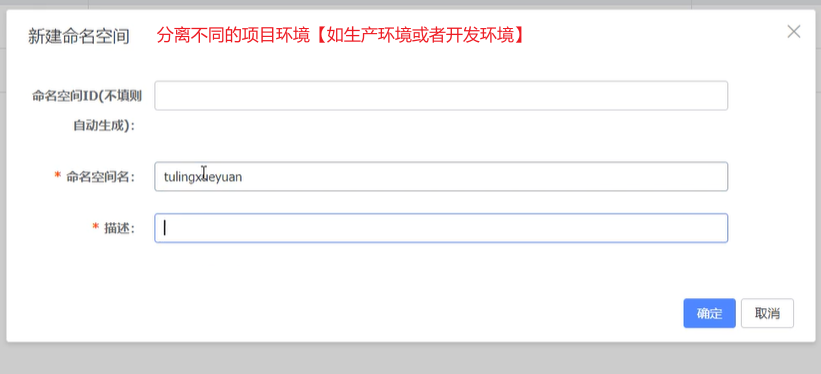 新建命名空间 分离不同的项目环境【如生产环境或者开发环境】
命名空间ID(不填则
自动生成):
* 命名空间名: tulingxueyuan
* 描述:
确定 取消